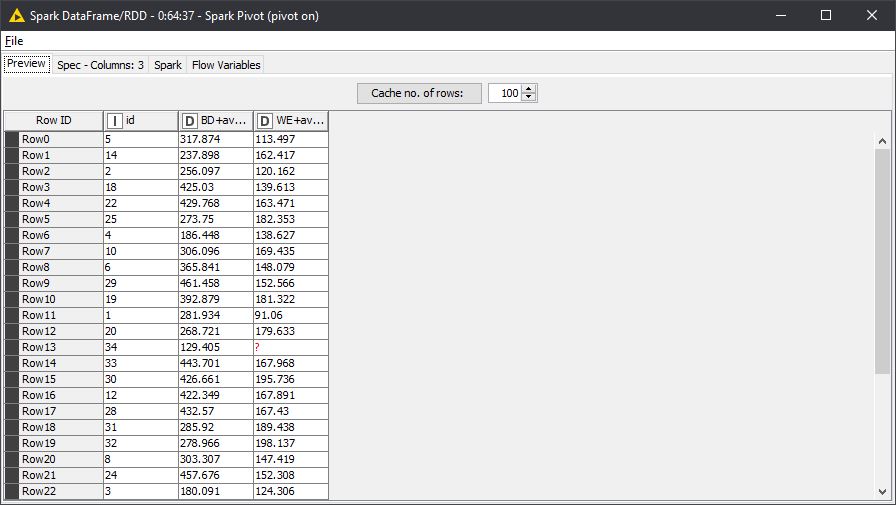 Spark DataFrame/RDD - 0:64:37 - Spark Pivot (pivot on)
File
Preview Spec - Columns: 3 Spark Flow Variables
Cache no. of rows: 100
Row ID I id D BD+av... D WE+av...
Row0 5 317.874 113.497
Row1 14 237.898 162.417
Row2 2 256.097 120.162
Row3 18 425.03 139.613
Row4 22 429.768 163.471
Row5 25 273.75 182.353
Row6 4 186.448 138.627
Row7 10 306.096 169.435
Row8 6 365.841 148.079
Row9 29 461.458 152.566
Row10 19 392.879 181.322
Row11 1 281.934 91.06
Row12 20 268.721 179.633
Row13 34 129.405 ?
Row14 33 443.701 167.968
Row15 30 426.661 195.736
Row16 12 422.349 167.891
Row17 28 432.57 167.43
Row18 31 285.92 189.438
Row19 32 278.966 198.137
Row20 8 303.307 147.419
Row21 24 457.676 152.308
Row22 3 180.091 124.306